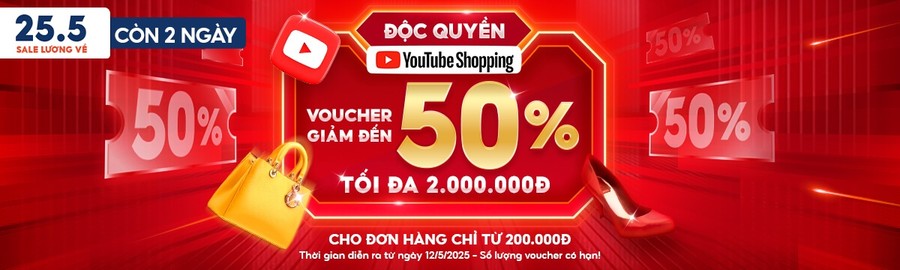 25.5
SALE LƯƠNG VỀ
CÒN 2 NGÀY
ĐỘC QUYỀN
YouTube Shopping
VOUCHER
GIẢM ĐẾN
50%
TỐI ĐA 2.000.000Đ
50%
50%
50%
CHO ĐƠN HÀNG CHỈ TỪ 200.000Đ
Thời gian diễn ra từ ngày 12/5/2025 - Số lượng voucher có hạn!